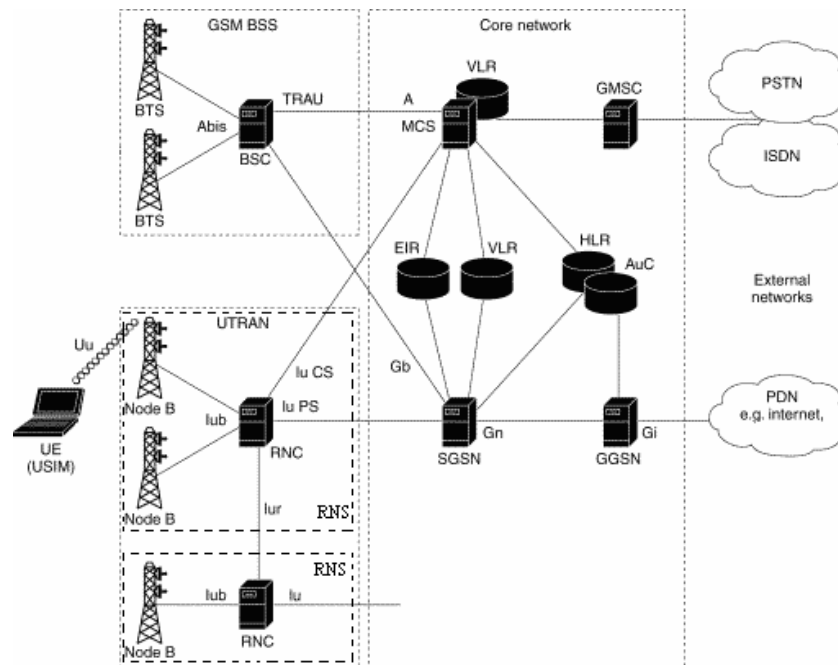 GSM BSS
Core network
VLR
GMSC
PSTN
TRAU
A
BTS
Abis
MCS
BSC
ISDN
BTS
EIR
VLR
HLR
AuC
External
networks
UTRAN
Uu
Iu CS
Gb
Node B
Iu PS
PDN
e.g. internet,
Iub
UE
(USIM)
RNC
SGSN
Gn
GGSN
Gi
Node B
RNS
Iur
RNS
Iub
Iu
Node B
RNC